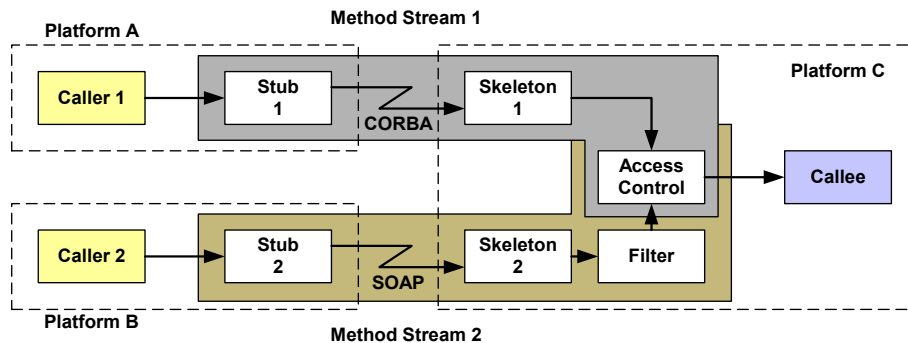 Method Stream 1
Platform A
Platform C
Caller 1
Stub
1
CORBA
Skeleton
1
Access
Control
Callee
Caller 2
Stub
2
SOAP
Skeleton
2
Filter
Platform B
Method Stream 2